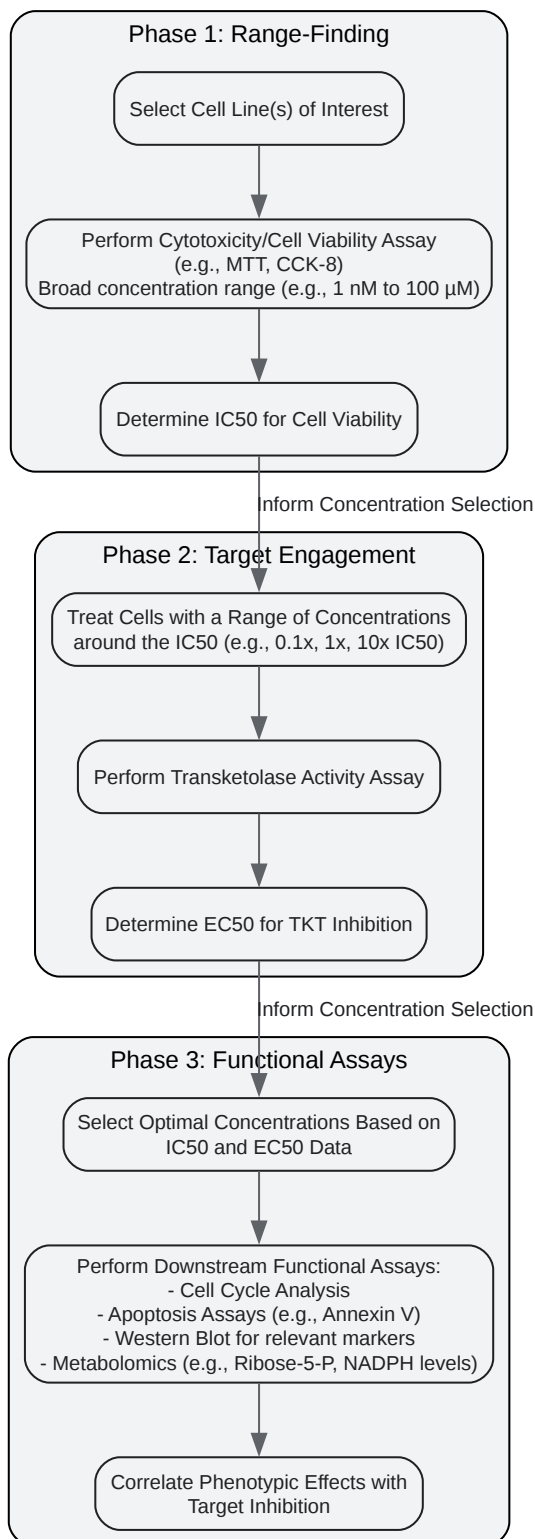 Phase 1: Range-Finding
Select Cell Line(s) of Interest
Perform Cytotoxicity/Cell Viability Assay
(e.g., MTT, CCK-8)
Broad concentration range (e.g., 1 nM to 100 µM)
Determine IC50 for Cell Viability
Inform Concentration Selection
Phase 2: Target Engagement
Treat Cells with a Range of Concentrations
around the IC50 (e.g., 0.1x, 1x, 10x IC50)
Perform Transketolase Activity Assay
Determine EC50 for TKT Inhibition
Inform Concentration Selection
Phase 3: Functional Assays
Select Optimal Concentrations Based on
IC50 and EC50 Data
Perform Downstream Functional Assays:
- Cell Cycle Analysis
- Apoptosis Assays (e.g., Annexin V)
- Western Blot for relevant markers
- Metabolomics (e.g., Ribose-5-P, NADPH levels)
Correlate Phenotypic Effects with
Target Inhibition